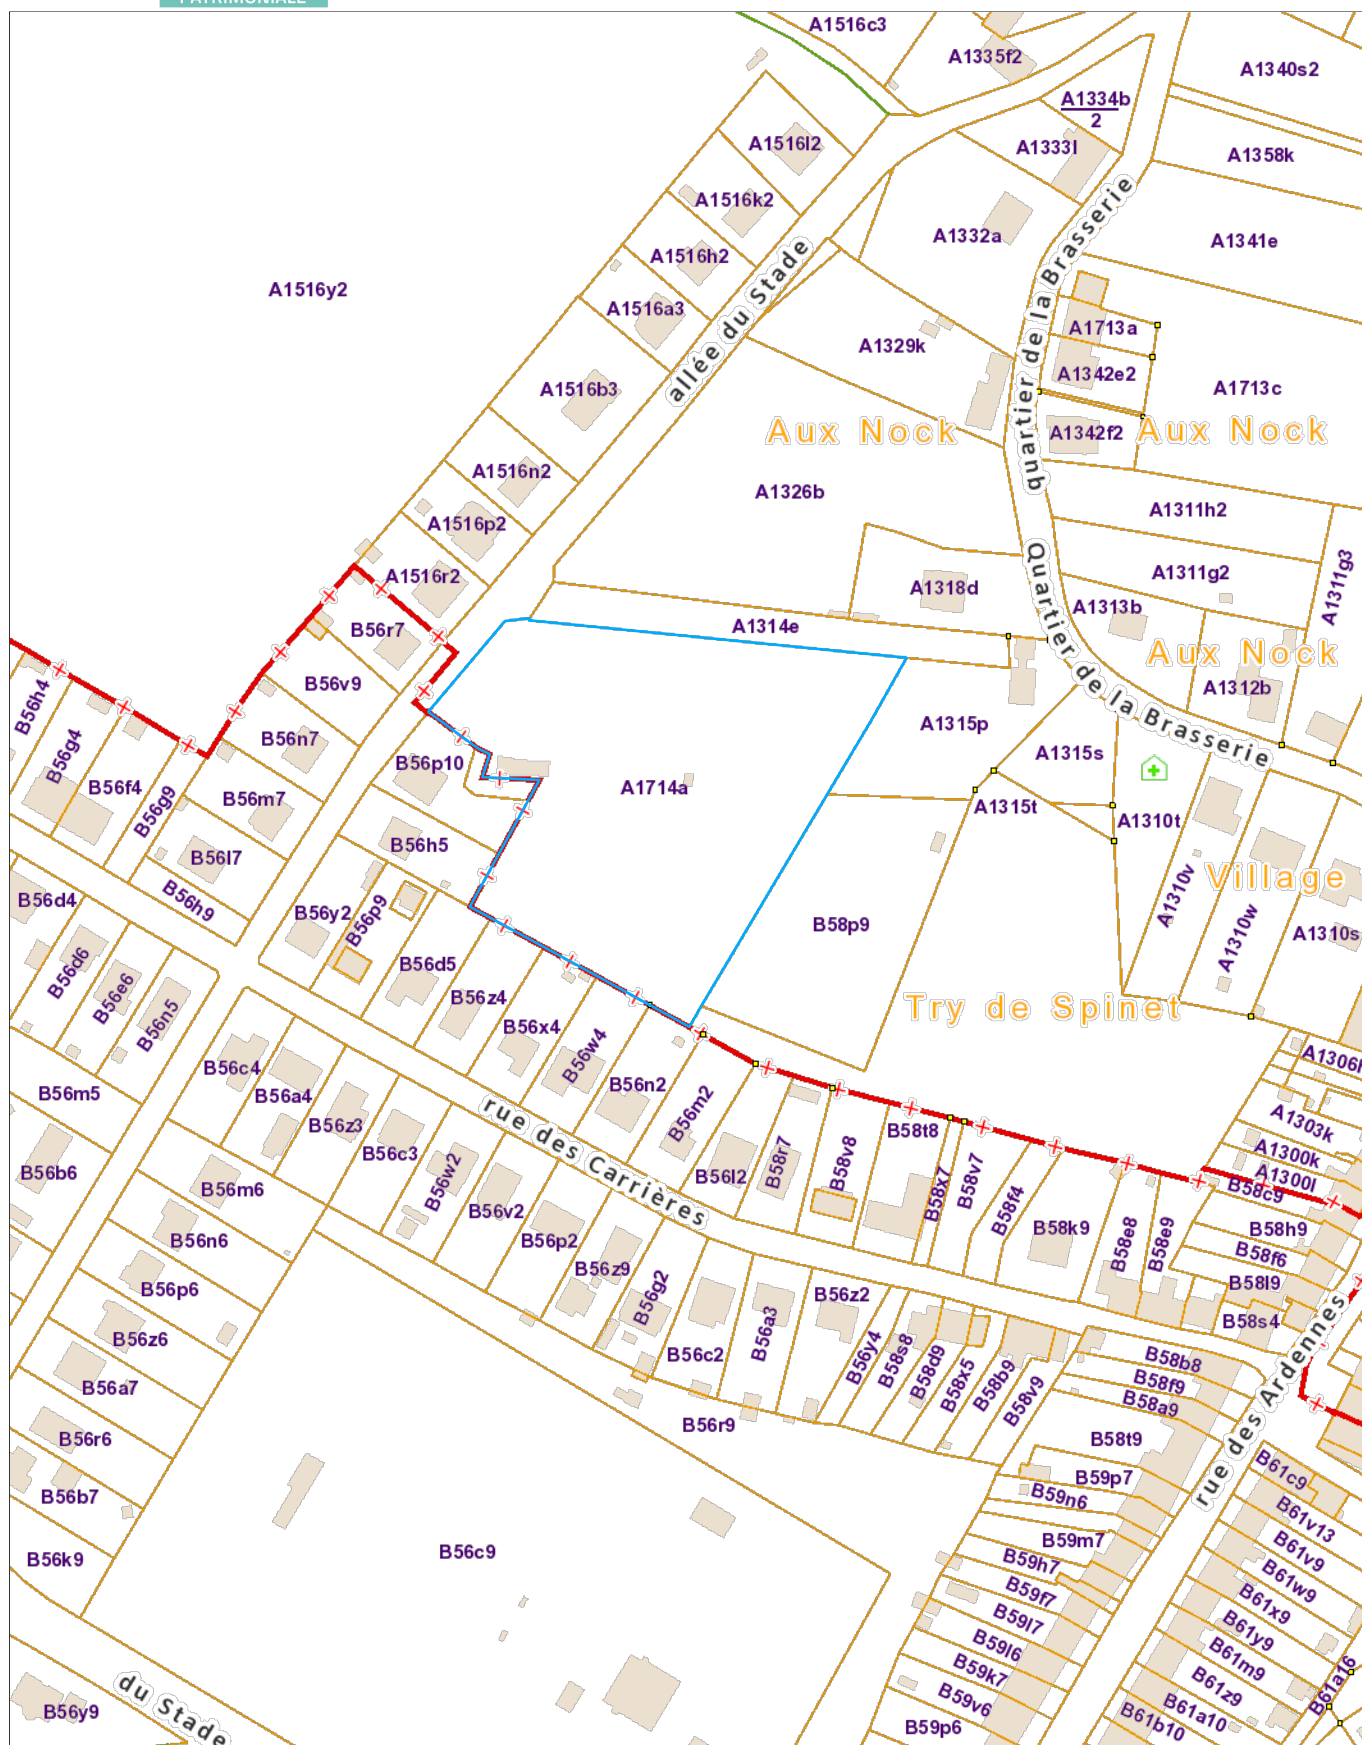 PATRIMONIALE
A1516c3
A1335f2
A1340s2
A1334b
2
A1516l2
A1333l
A1358k
A1516k2
A1332a
A1341e
A1516h2
A1516y2
A1516a3
allée du Stade
Quartier de la Brasserie
A1713a
A1329k
A1342e2
A1516b3
A1713c
Aux Nock
A1342f2
Aux Nock
A1516n2
A1326b
A1311h2
A1516p2
A1516r2
A1318d
A1311g2
A1311g3
A1313b
B56r7
A1314e
Aux Nock
B56v9
A1312b
B56h4
B56g4
B56n7
A1315p
Quartier de la Brasserie
A1315s
B56p10
B56f4
A1714a
B56m7
B56g9
A1315t
A1310t
B56h5
B56l7
Village
B56h9
B56d4
B56y2
B56p9
B58p9
A1310v
A1310w
A1310s
B56d6
B56d5
B56e6
B56z4
Try de Spinet
B56n5
B56x4
B56w4
A1306h
B56c4
B56n2
B56m5
B56a4
B56m2
A1303k
B56z3
B58t8
A1300k
B56c3
rue des Carrières
B56b6
B56w2
B56l2
B58r7
B58v8
A1300l
B58c9
B56m6
B58x7
B58v7
B58f4
B56v2
B58k9
B58h9
B56n6
B56p2
B58e8
B58e9
B58f6
B56z9
B56p6
B58l9
B56g2
B56z2
B58s4
B56z6
B56a3
B56c2
B56y4
B58s8
B58d9
B58x5
B58b9
B58v9
B58b8
B56a7
B58f9
B58a9
rue des Ardennes
B56r9
B56r6
B58t9
B59p7
B61c9
B56b7
B59n6
B61v13
B59m7
B61v9
B56c9
B56k9
B59h7
B61w9
B59f7
B61x9
B59l7
B61y9
B59l6
B61m9
B59k7
B61z9
B61a16
B59v6
B61a10
du Stade
B56y9
B61b10
B59p6